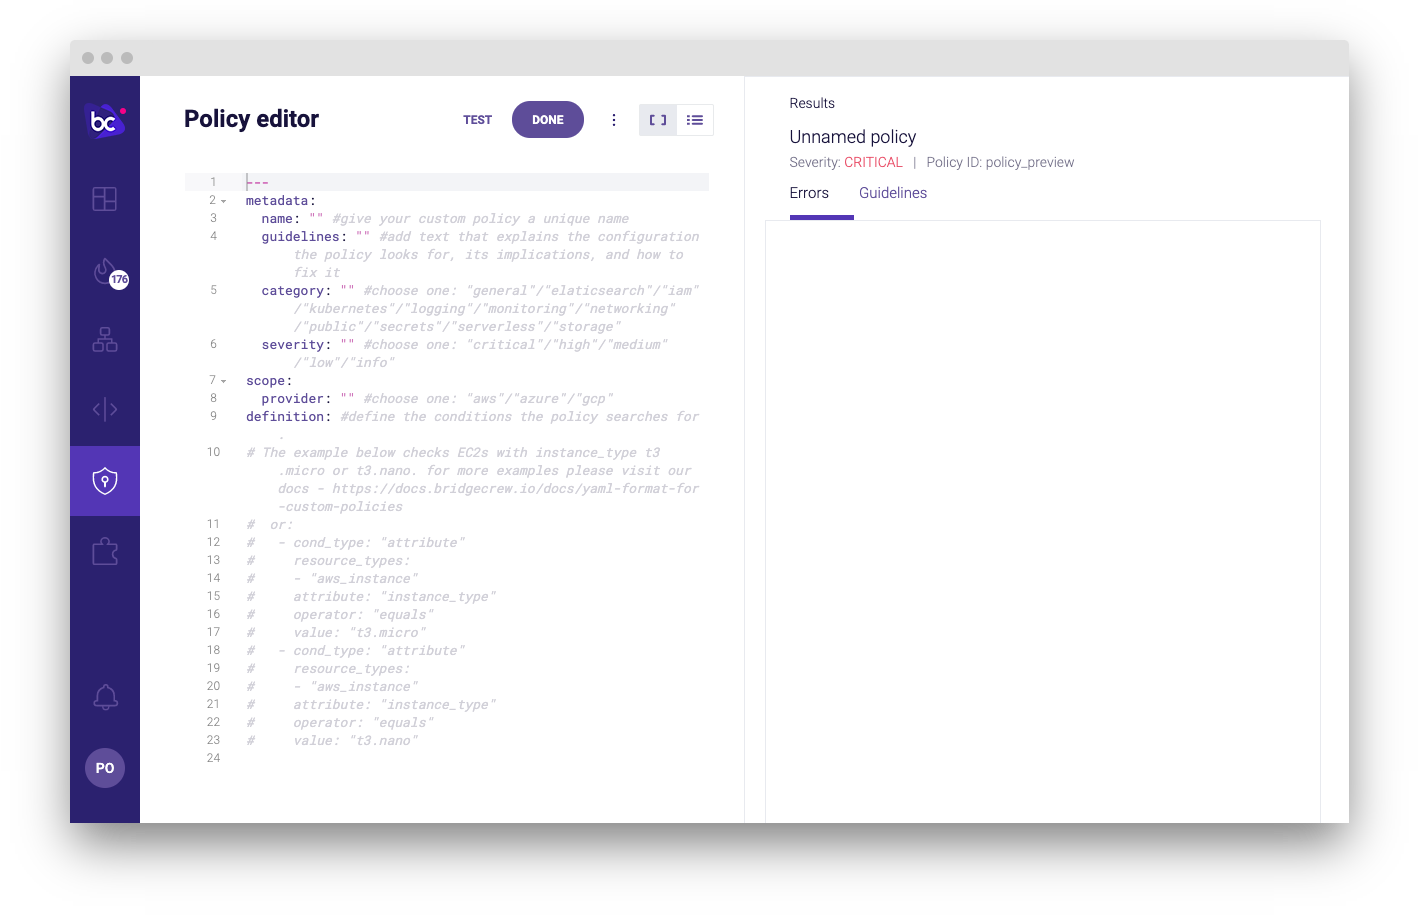 bc
176
PO
Policy editor
TEST
DONE
1 ---
2 metadata:
3 name: "" #give your custom policy a unique name
4 guidelines: "" #add text that explains the configuration
the policy looks for, its implications, and how to
fix it
5 category: "" #choose one: "general"/"elaticsearch"/"iam"
/"kubernetes"/"logging"/"monitoring"/"networking"
/"public"/"secrets"/"serverless"/"storage"
6 severity: "" #choose one: "critical"/"high"/"medium"
/"low"/"info"
7 scope:
8 provider: "" #choose one: "aws"/"azure"/"gcp"
9 definition: #define the conditions the policy searches for
.
10 # The example below checks EC2s with instance_type t3
.micro or t3.nano. for more examples please visit our
docs - https://docs.bridgecrew.io/docs/yaml-format-for
-custom-policies
11 # or:
12 # - cond_type: "attribute"
13 # resource_types:
14 # - "aws_instance"
15 # attribute: "instance_type"
16 # operator: "equals"
17 # value: "t3.micro"
18 # - cond_type: "attribute"
19 # resource_types:
20 # - "aws_instance"
21 # attribute: "instance_type"
22 # operator: "equals"
23 # value: "t3.nano"
24
Results
Unnamed policy
Severity: CRITICAL | Policy ID: policy_preview
Errors Guidelines